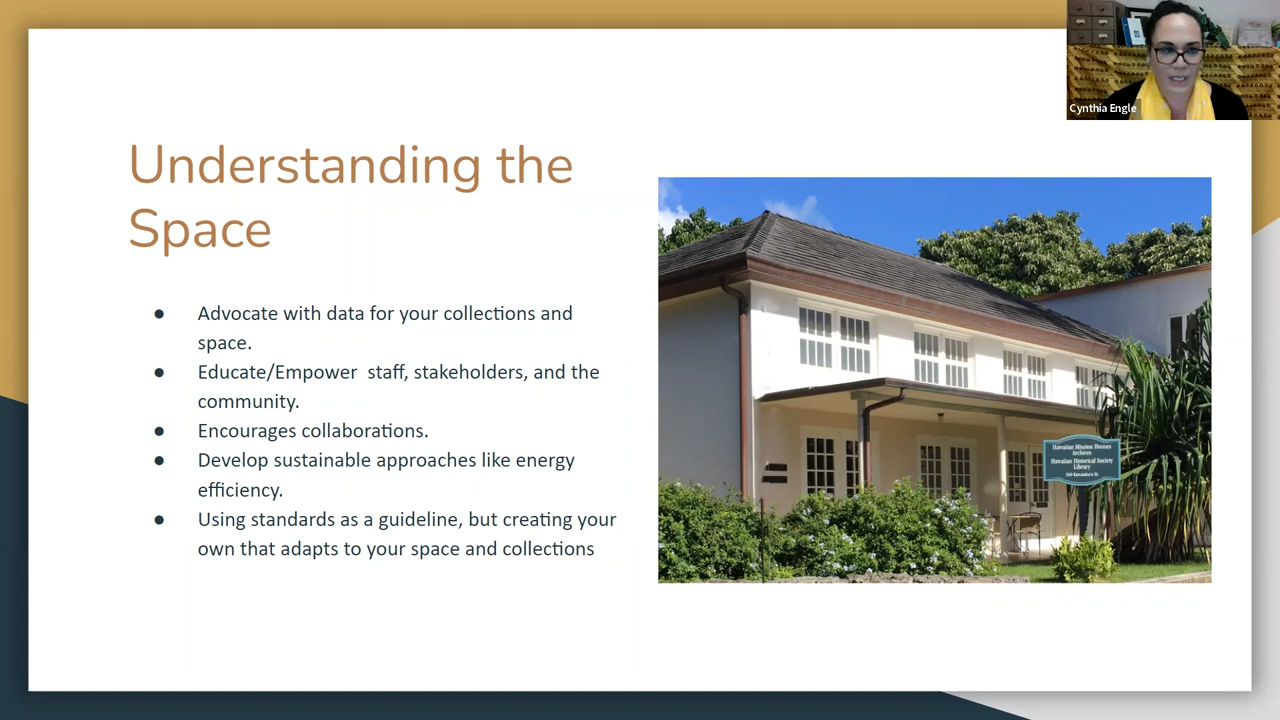 Cynthia Engle
Understanding the
Space
● Advocate with data for your collections and
space.
● Educate/Empower  staff, stakeholders, and the
community.
● Encourages collaborations.
● Develop sustainable approaches like energy
efficiency.
● Using standards as a guideline, but creating your
own that adapts to your space and collections
Hawaiian Mission Houses
Archives
Hawaiian Historical Society
Library